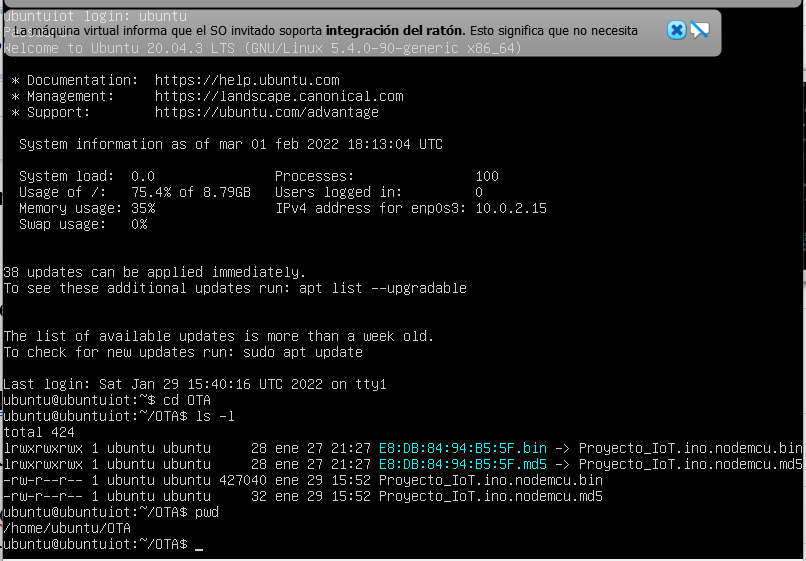 ubuntuiot login: ubuntu
La máquina virtual informa que el SO invitado soporta integración del ratón. Esto significa que no necesita
Welcome to Ubuntu 20.04.3 LTS (GNU/Linux 5.4.0-90-generic x86_64)
* Documentation: https://help.ubuntu.com
* Management: https://landscape.canonical.com
* Support: https://ubuntu.com/advantage
System information as of mar 01 feb 2022 18:13:04 UTC
System load: 0.0 Processes: 100
Usage of /: 75.4% of 8.79GB Users logged in: 0
Memory usage: 35% IPv4 address for enp0s3: 10.0.2.15
Swap usage: 0%
38 updates can be applied immediately.
To see these additional updates run: apt list --upgradable
The list of available updates is more than a week old.
To check for new updates run: sudo apt update
Last login: Sat Jan 29 15:40:16 UTC 2022 on tty1
ubuntu@ubuntuiot:~$ cd OTA
ubuntu@ubuntuiot:~/OTA$ ls -l
total 424
lrwxrwxrwx 1 ubuntu ubuntu 28 ene 27 21:27 E8:DB:84:94:B5:5F.bin -> Proyecto_IoT.ino.nodemcu.bin
lrwxrwxrwx 1 ubuntu ubuntu 28 ene 27 21:27 E8:DB:84:94:B5:5F.md5 -> Proyecto_IoT.ino.nodemcu.md5
-rw-r--r-- 1 ubuntu ubuntu 427040 ene 29 15:52 Proyecto_IoT.ino.nodemcu.bin
-rw-r--r-- 1 ubuntu ubuntu 32 ene 29 15:52 Proyecto_IoT.ino.nodemcu.md5
ubuntu@ubuntuiot:~/OTA$ pwd
/home/ubuntu/OTA
ubuntu@ubuntuiot:~/OTA$ _